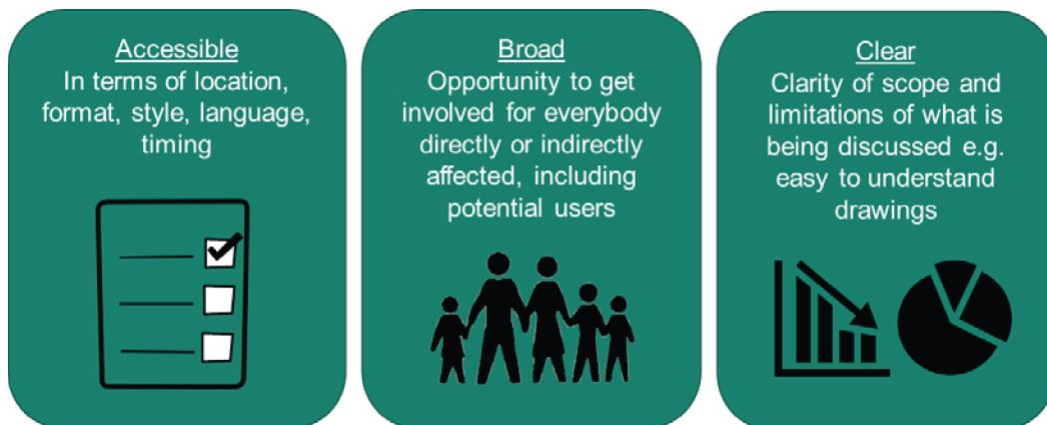 Accessible
In terms of location,
format, style, language,
timing
Broad
Opportunity to get
involved for everybody
directly or indirectly
affected, including
potential users
Clear
Clarity of scope and
limitations of what is
being discussed e.g.
easy to understand
drawings